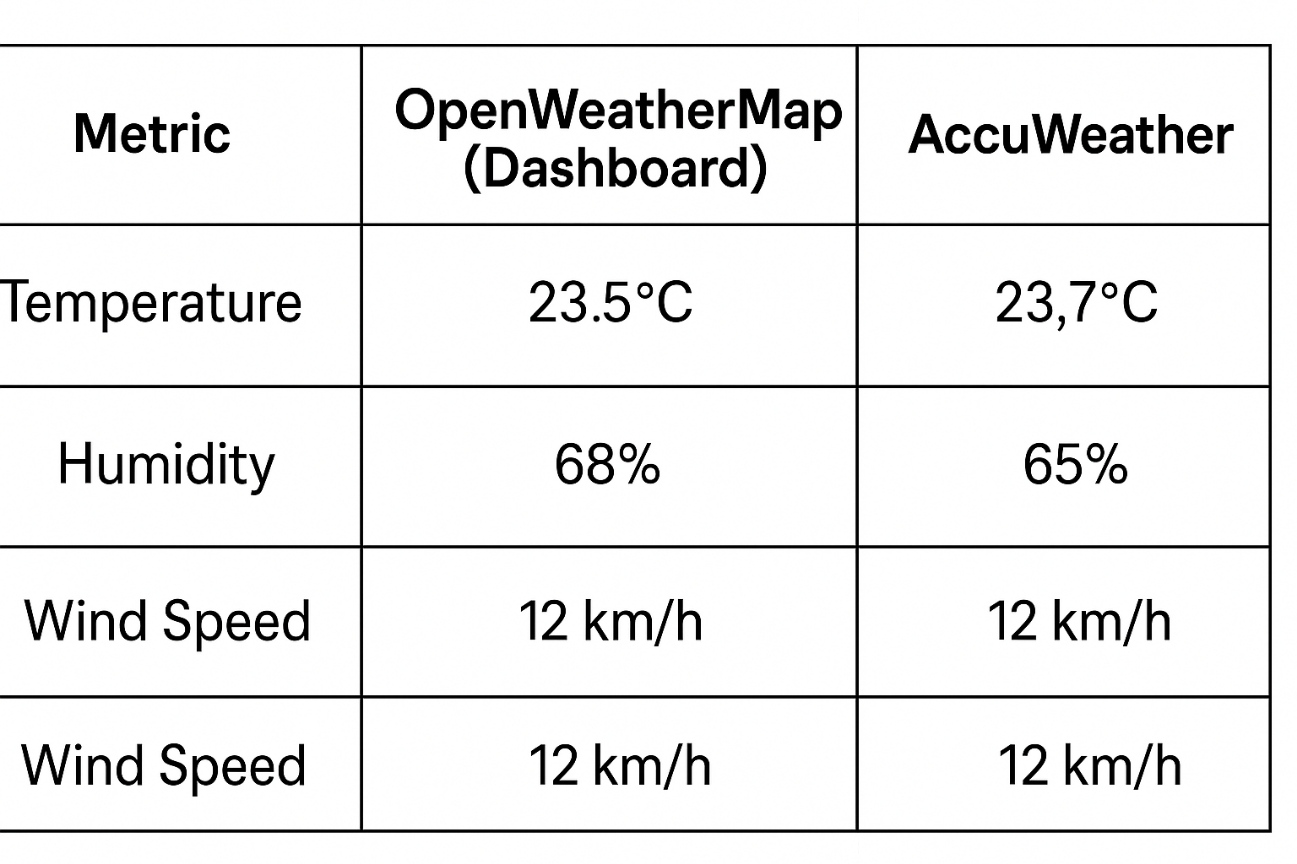 Metric OpenWeatherMap (Dashboard) AccuWeather
Temperature 23.5°C 23,7°C
Humidity 68% 65%
Wind Speed 12 km/h 12 km/h
Wind Speed 12 km/h 12 km/h